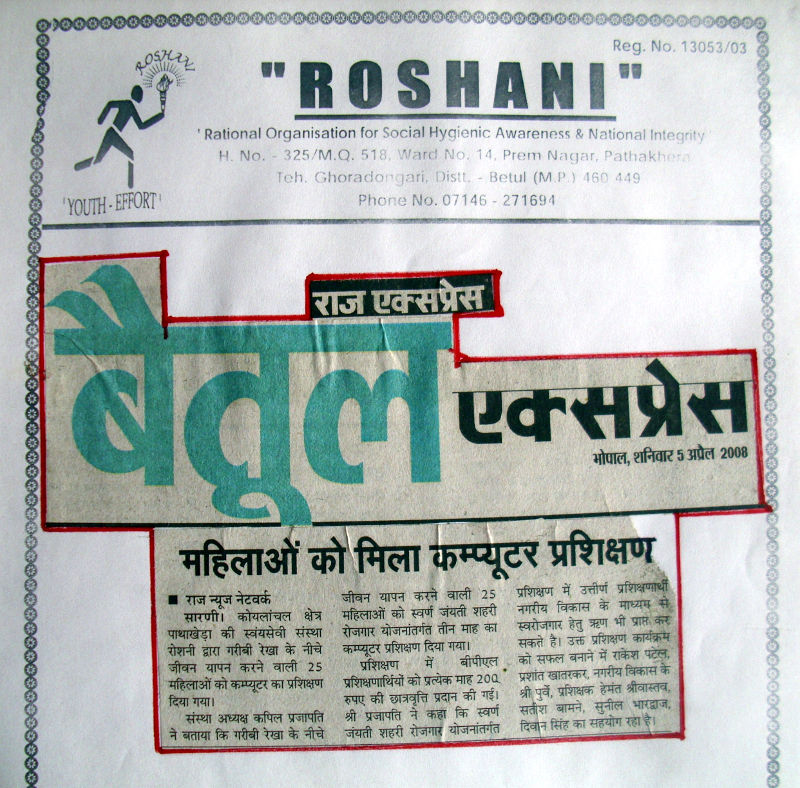 Reg. No. 13053/03
ROSHANI
"ROSHANI"
'Rational Organisation for Social Hygienic Awareness & National Integrity'
H. No. - 325/M.Q. 518, Ward No. 14, Prem Nagar, Pathakhera
Teh. Ghoradongari, Distt. - Betul (M.P.) 460 449
Phone No. 07146 - 271694
'YOUTH - EFFORT'
राज एक्सप्रेस
बैतूल
एक्सप्रेस
भोपाल, शनिवार 5 अप्रैल 2008
महिलाओं को मिला कम्प्यूटर प्रशिक्षण
■ राज न्यूज नेटवर्क
सारणी। कोयलांचल क्षेत्र
पाथाखेड़ा की स्वंयसेवी संस्था
रोशनी द्वारा गरीबी रेखा के नीचे
जीवन यापन करने वाली 25
महिलाओं को कम्प्यूटर का प्रशिक्षण
दिया गया।
संस्था अध्यक्ष कपिल प्रजापति
ने बताया कि गरीबी रेखा के नीचे
जीवन यापन करने वाली 25
महिलाओं को स्वर्ण जयंती शहरी
रोजगार योजनांतर्गत तीन माह का
कम्प्यूटर प्रशिक्षण दिया गया।
प्रशिक्षण में बीपीएल
प्रशिक्षणार्थियों को प्रत्येक माह 200
रुपए की छात्रवृत्ति प्रदान की गई।
श्री प्रजापति ने कहा कि स्वर्ण
जंयती शहरी रोजगार योजनांतर्गत
प्रशिक्षण में उत्तीर्ण प्रशिक्षणार्थी
नगरीय विकास के माध्यम से
स्वरोजगार हेतु ऋण भी प्राप्त कर
सकते है। उक्त प्रशिक्षण कार्यक्रम
को सफल बनाने में राकेश पटेल,
प्रशांत खातरकर, नगरीय विकास के
श्री पुर्वे, प्रशिक्षक हेमंत श्रीवास्तव,
सतीश बामने, सुनील भारद्वाज,
दिवान सिंह का सहयोग रहा है।